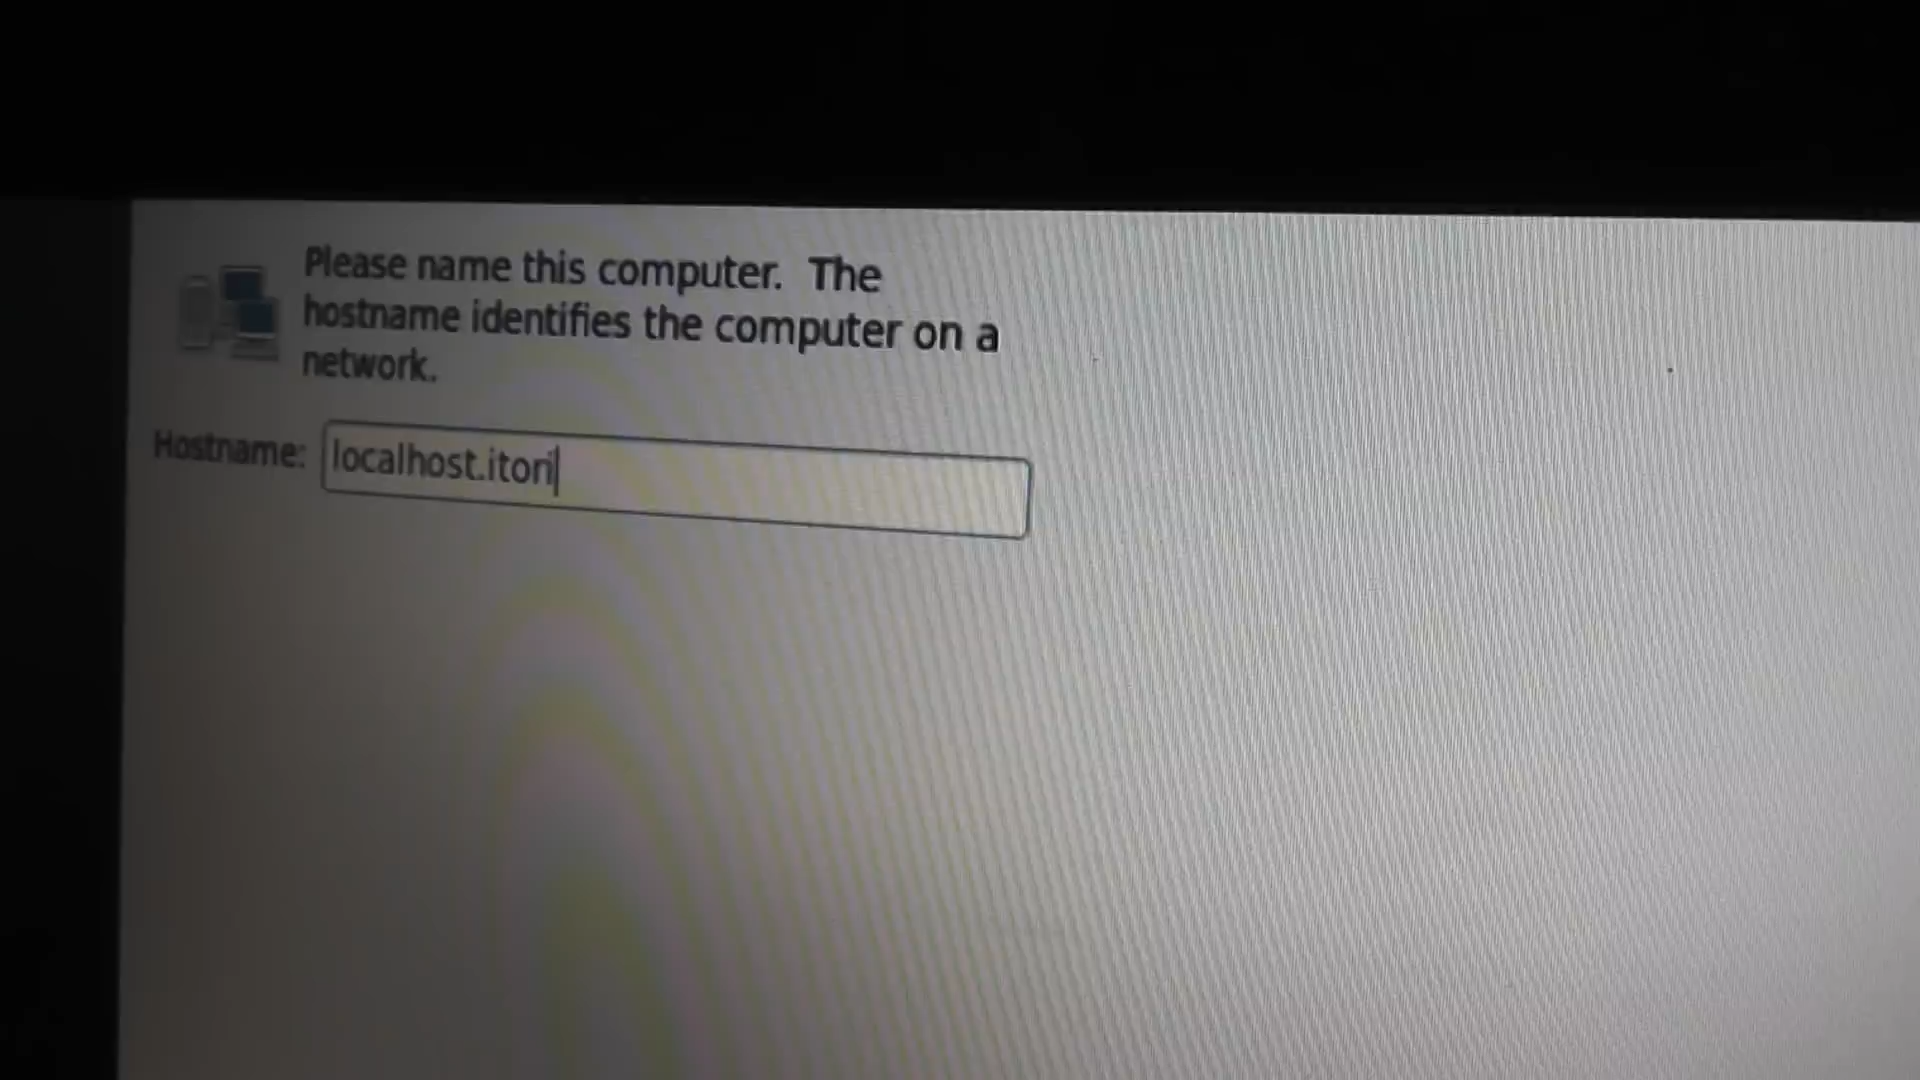 Please name this computer. The
hostname identifies the computer on a
network.
Hostname: localhost.itori